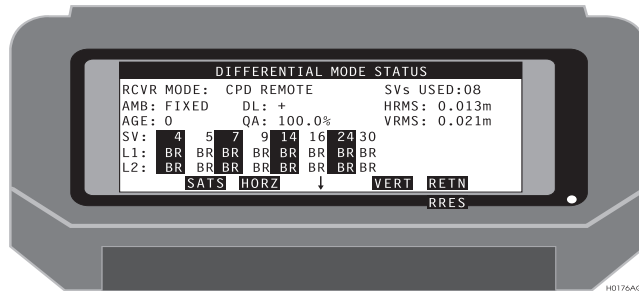 DIFFERENTIAL MODE STATUS
RCVR MODE: CPD REMOTE SVs USED:08
AMB: FIXED DL: + HRMS: 0.013m
AGE: 0 QA: 100.0% VRMS: 0.021m
SV: 4 5 7 9 14 16 24 30
L1: BR BR BR BR BR BR BR BR
L2: BR BR BR BR BR BR BR BR
SATS HORZ ↓ VERT RETN
RRES